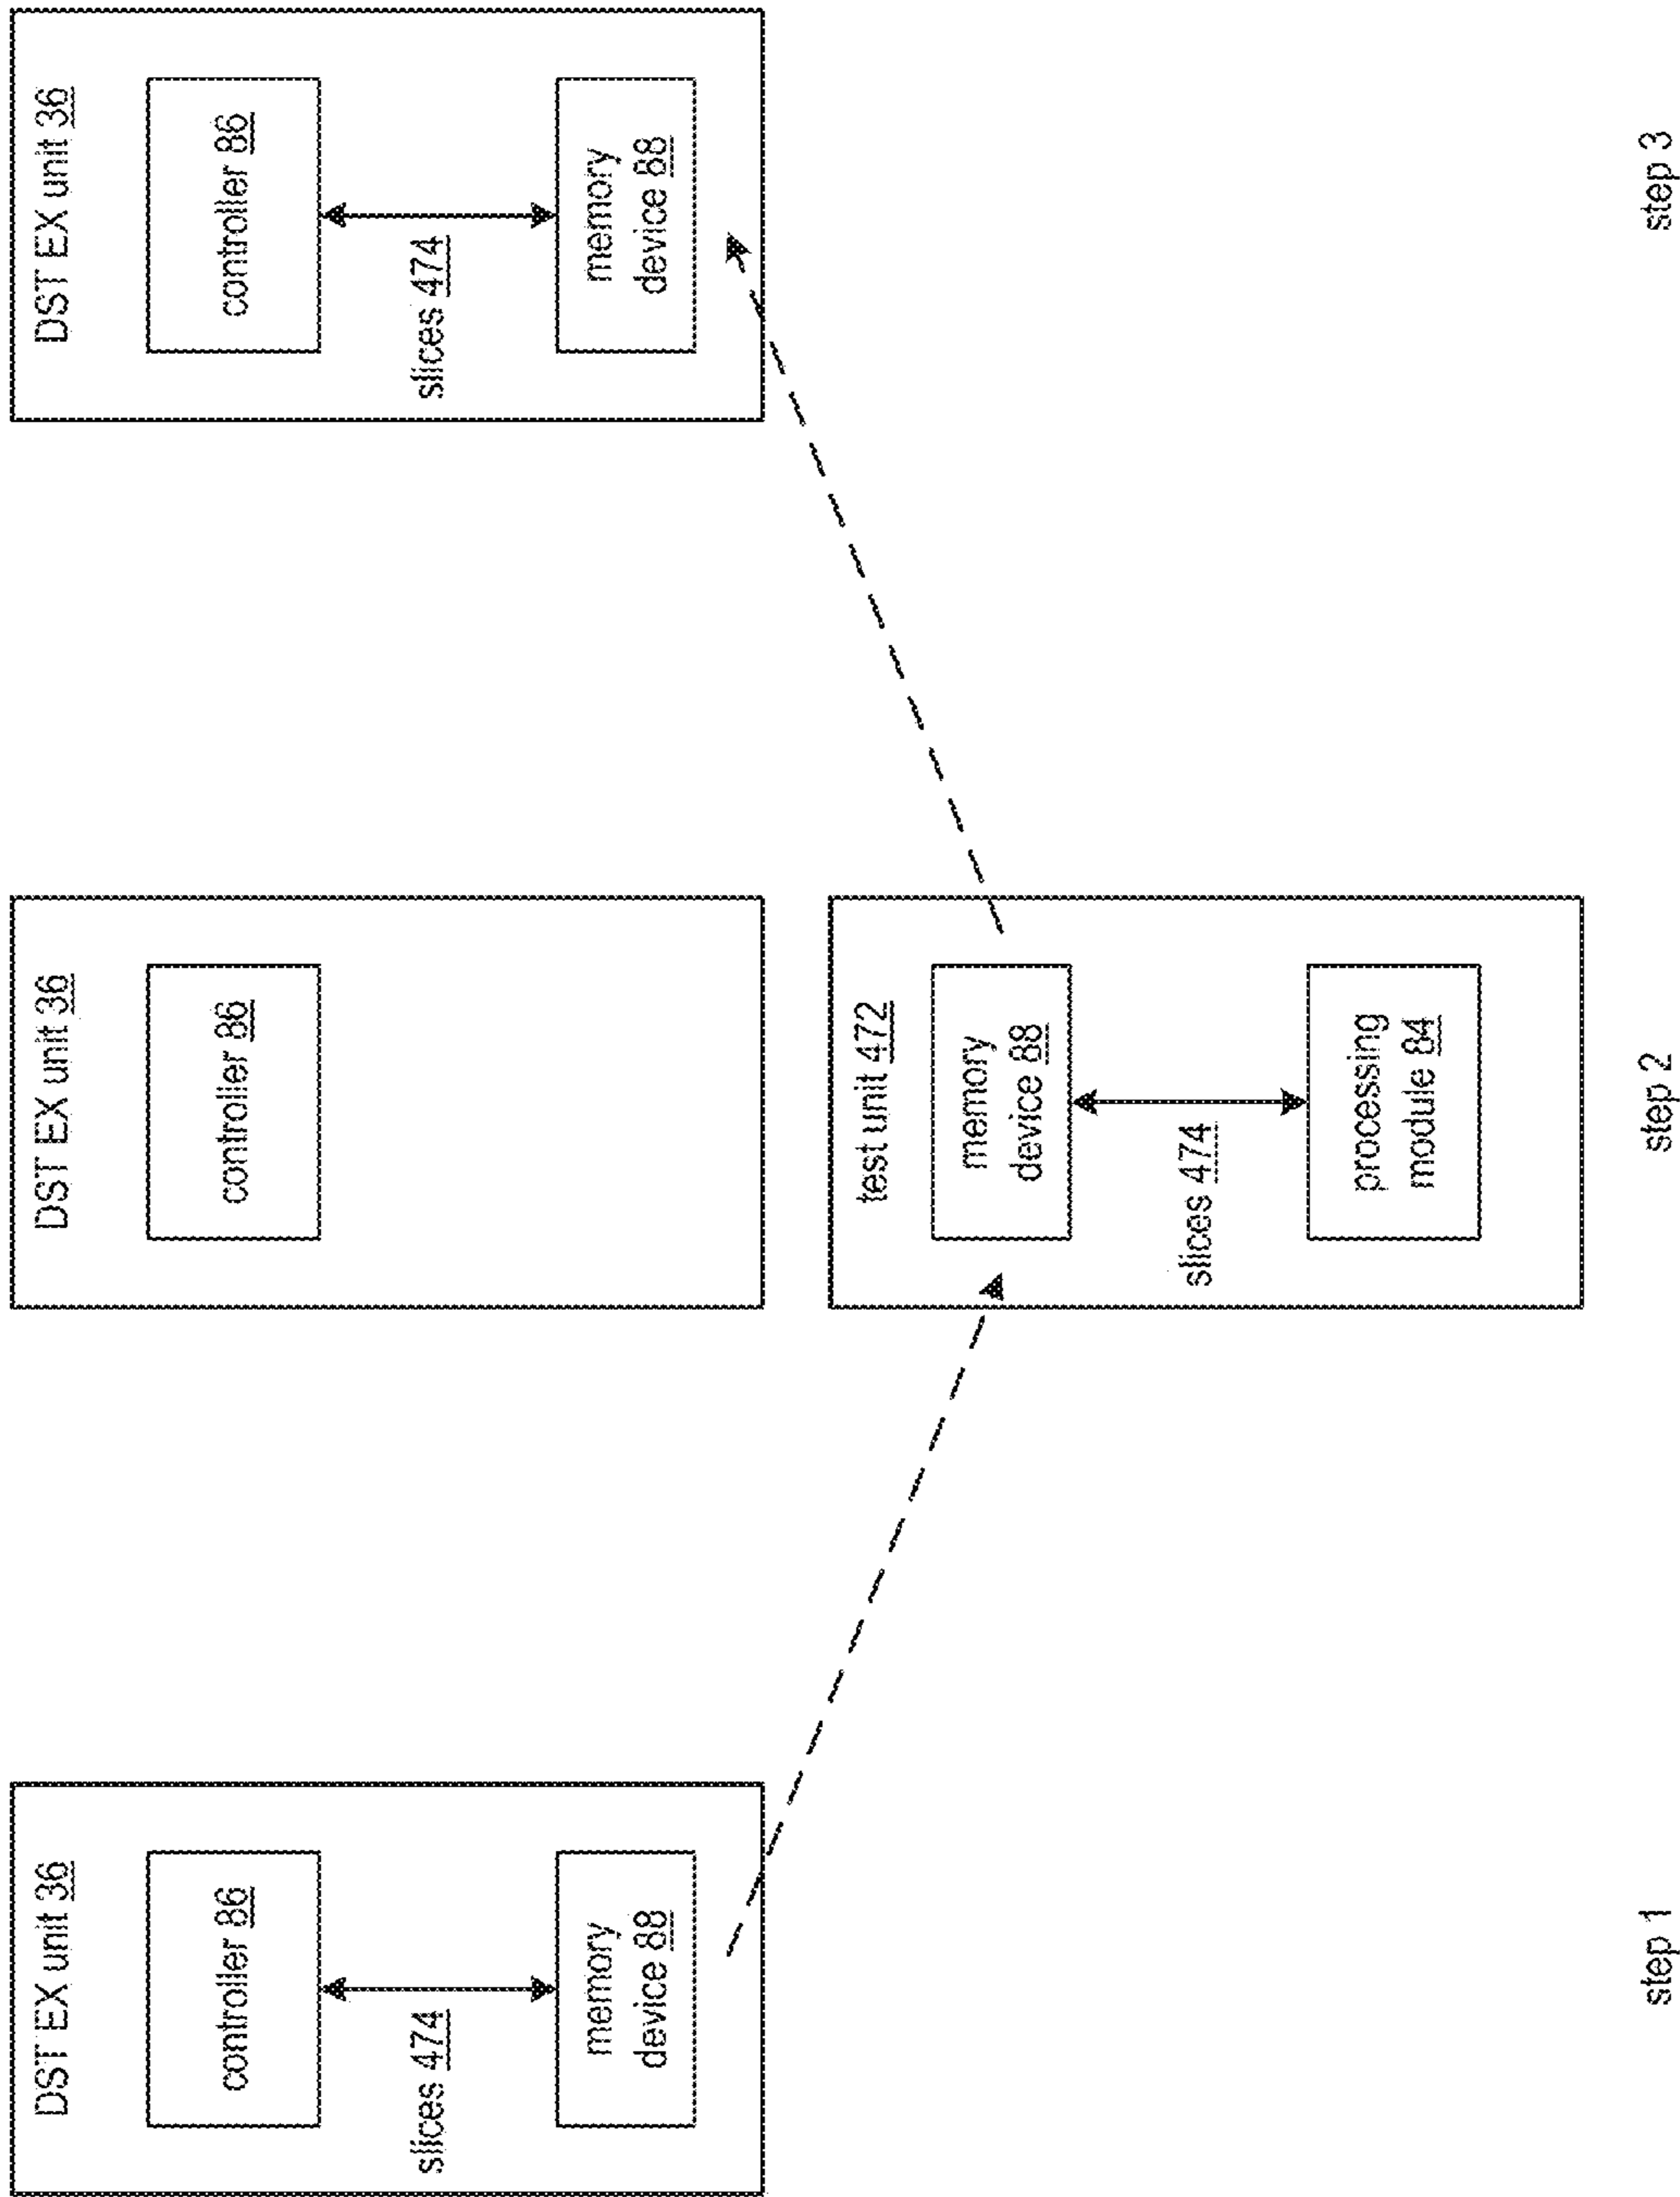 DST EX unit 36
controller 86
slices 474
memory
device 88
step 1
DST EX unit 36
controller 86
test unit 472
memory
device 88
slices 474
processing
module 84
step 2
DST EX unit 36
controller 86
slices 474
memory
device 88
step 3